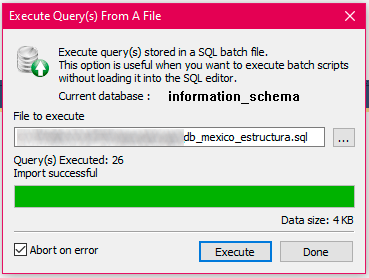 Execute Query(s) From A File
Execute query(s) stored in a SQL batch file.
This option is useful when you want to execute batch scripts
without loading it into the SQL editor.
Current database : information_schema
File to execute
db_mexico_estructura.sql
...
Query(s) Executed: 26
Import successful
Data size: 4 KB
Abort on error
Execute
Done